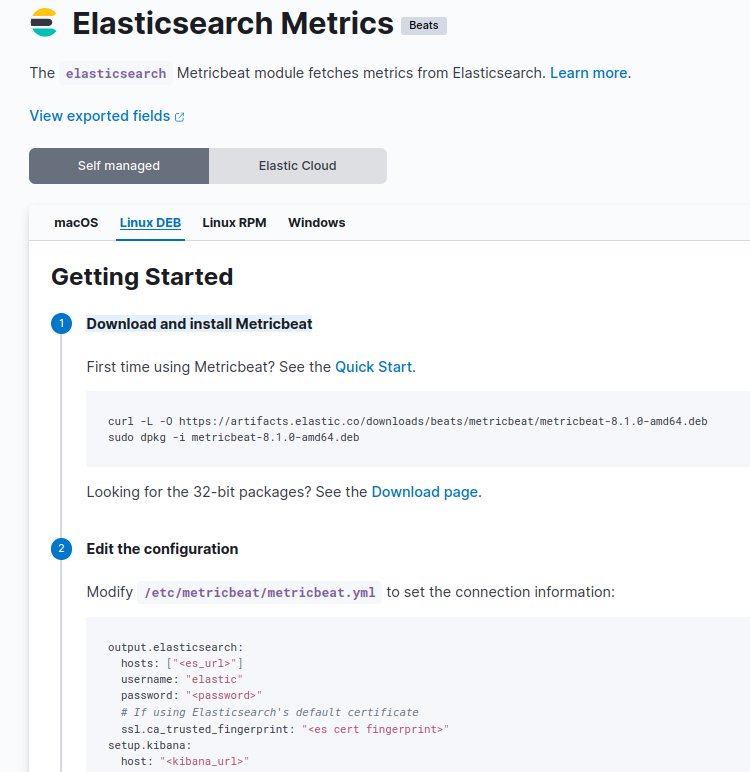 Elasticsearch Metrics Beats
The elasticsearch Metricbeat module fetches metrics from Elasticsearch. Learn more.
View exported fields
Self managed Elastic Cloud
macOS Linux DEB Linux RPM Windows
Getting Started
1 Download and install Metricbeat
First time using Metricbeat? See the Quick Start.
curl -L -O https://artifacts.elastic.co/downloads/beats/metricbeat/metricbeat-8.1.0-amd64.deb
sudo dpkg -i metricbeat-8.1.0-amd64.deb
Looking for the 32-bit packages? See the Download page.
2 Edit the configuration
Modify /etc/metricbeat/metricbeat.yml to set the connection information:
output.elasticsearch:
  hosts: ["<es_url>"]
  username: "elastic"
  password: "<password>"
  # If using Elasticsearch's default certificate
  ssl.ca_trusted_fingerprint: "<es cert fingerprint>"
setup.kibana:
  host: "<kibana_url>"